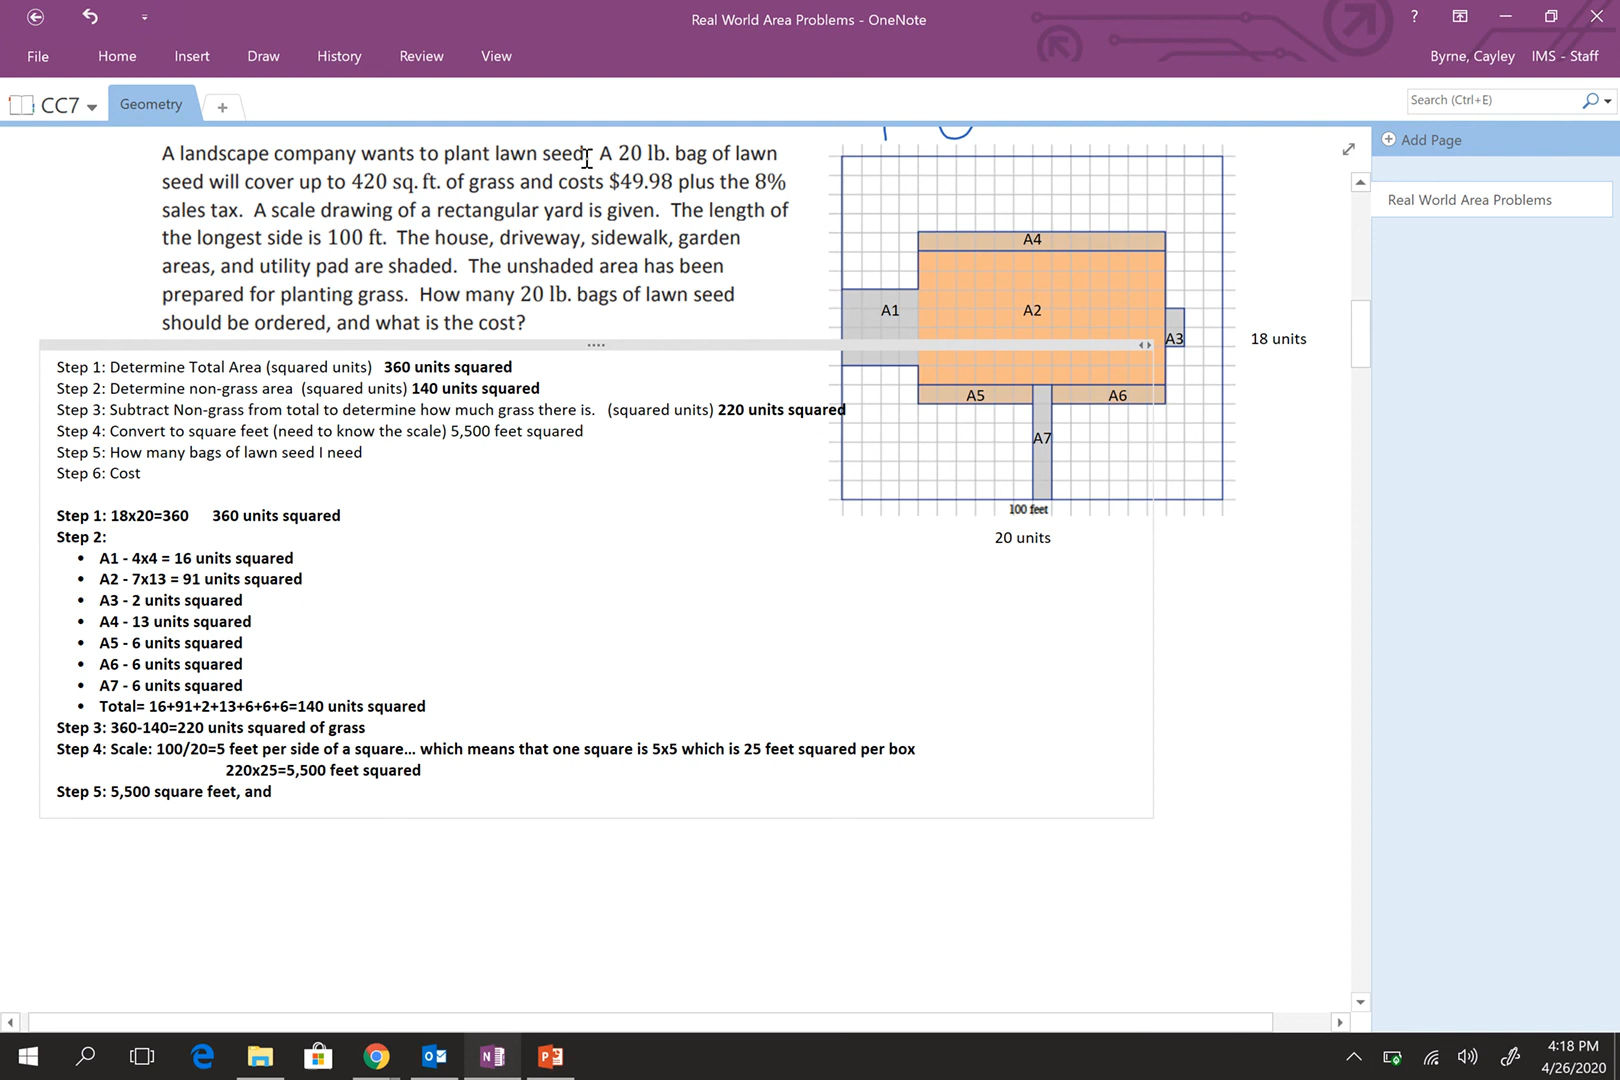 Real World Area Problems - OneNote
?
File Home Insert Draw History Review View
Byrne, Cayley IMS - Staff
CC7
Geometry
+
Search (Ctrl+E)
Add Page
Real World Area Problems
A landscape company wants to plant lawn seed. A 20 lb. bag of lawn
seed will cover up to 420 sq. ft. of grass and costs $49.98 plus the 8%
sales tax. A scale drawing of a rectangular yard is given. The length of
the longest side is 100 ft. The house, driveway, sidewalk, garden
areas, and utility pad are shaded. The unshaded area has been
prepared for planting grass. How many 20 lb. bags of lawn seed
should be ordered, and what is the cost?
A4
A1
A2
A3
18 units
A5
A6
A7
100 feet
20 units
Step 1: Determine Total Area (squared units) 360 units squared
Step 2: Determine non-grass area (squared units) 140 units squared
Step 3: Subtract Non-grass from total to determine how much grass there is. (squared units) 220 units squared
Step 4: Convert to square feet (need to know the scale) 5,500 feet squared
Step 5: How many bags of lawn seed I need
Step 6: Cost
Step 1: 18x20=360 360 units squared
Step 2:
• A1 - 4x4 = 16 units squared
• A2 - 7x13 = 91 units squared
• A3 - 2 units squared
• A4 - 13 units squared
• A5 - 6 units squared
• A6 - 6 units squared
• A7 - 6 units squared
• Total= 16+91+2+13+6+6+6=140 units squared
Step 3: 360-140=220 units squared of grass
Step 4: Scale: 100/20=5 feet per side of a square... which means that one square is 5x5 which is 25 feet squared per box
220x25=5,500 feet squared
Step 5: 5,500 square feet, and
4:18 PM
4/26/2020